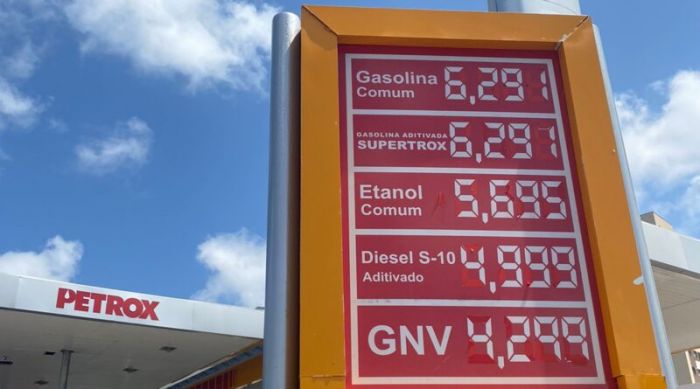 Gasolina
Comum
6,291
GASOLINA ADITIVADA
SUPERTROX
6,291
Etanol
Comum
5,695
Diesel S-10
Aditivado
4,999
GNV
4,299
PETROX